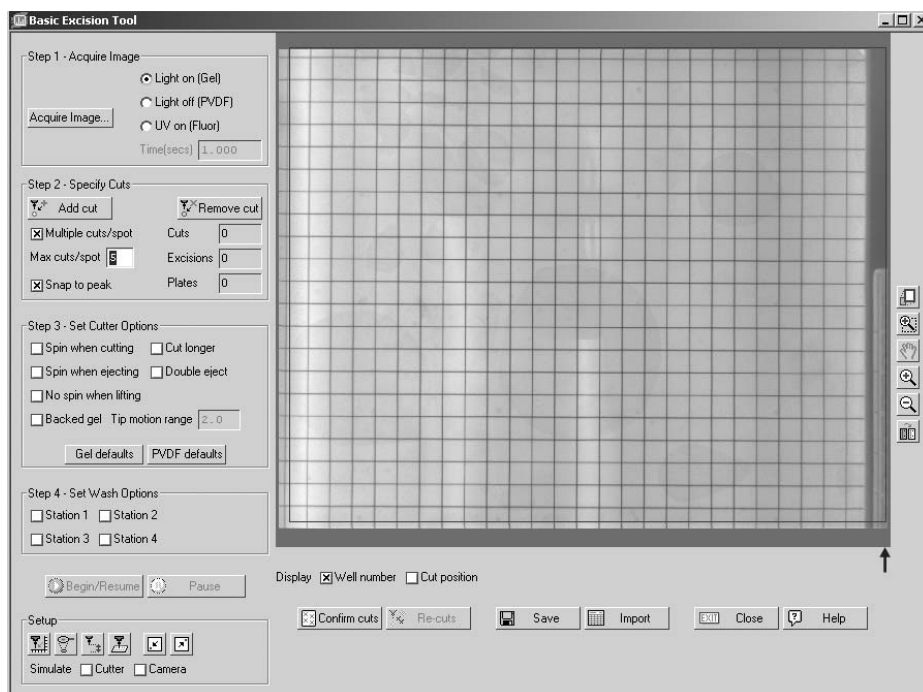 Basic Excision Tool
Step 1 - Acquire Image
Light on (Gel)
Light off (PVDF)
Acquire Image...
UV on (Fluor)
Time(secs) 1.000
Step 2 - Specify Cuts
Add cut Remove cut
Multiple cuts/spot Cuts 0
Max cuts/spot 5 Excisions 0
Snap to peak Plates 0
Step 3 - Set Cutter Options
Spin when cutting Cut longer
Spin when ejecting Double eject
No spin when lifting
Backed gel Tip motion range 2.0
Gel defaults PVDF defaults
Step 4 - Set Wash Options
Station 1 Station 2
Station 3 Station 4
Begin/Resume Pause
Display Well number Cut position
Confirm cuts Re-cuts Save Import EXIT Close Help
Setup
Simulate Cutter Camera